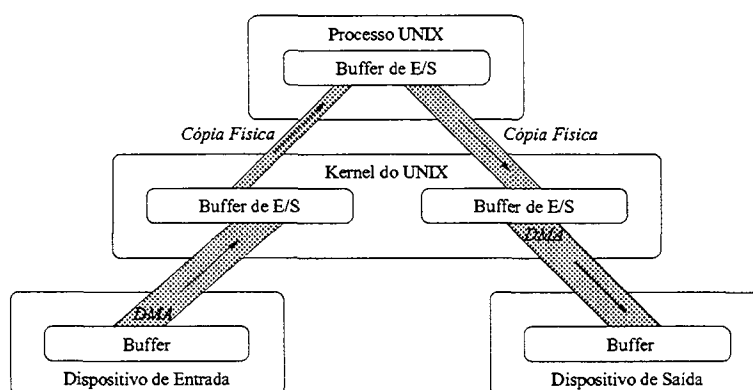 Processo UNIX
Buffer de E/S
Cópia Física
Cópia Física
Kernel do UNIX
Buffer de E/S
Buffer de E/S
DMA
DMA
Buffer
Buffer
Dispositivo de Entrada
Dispositivo de Saída